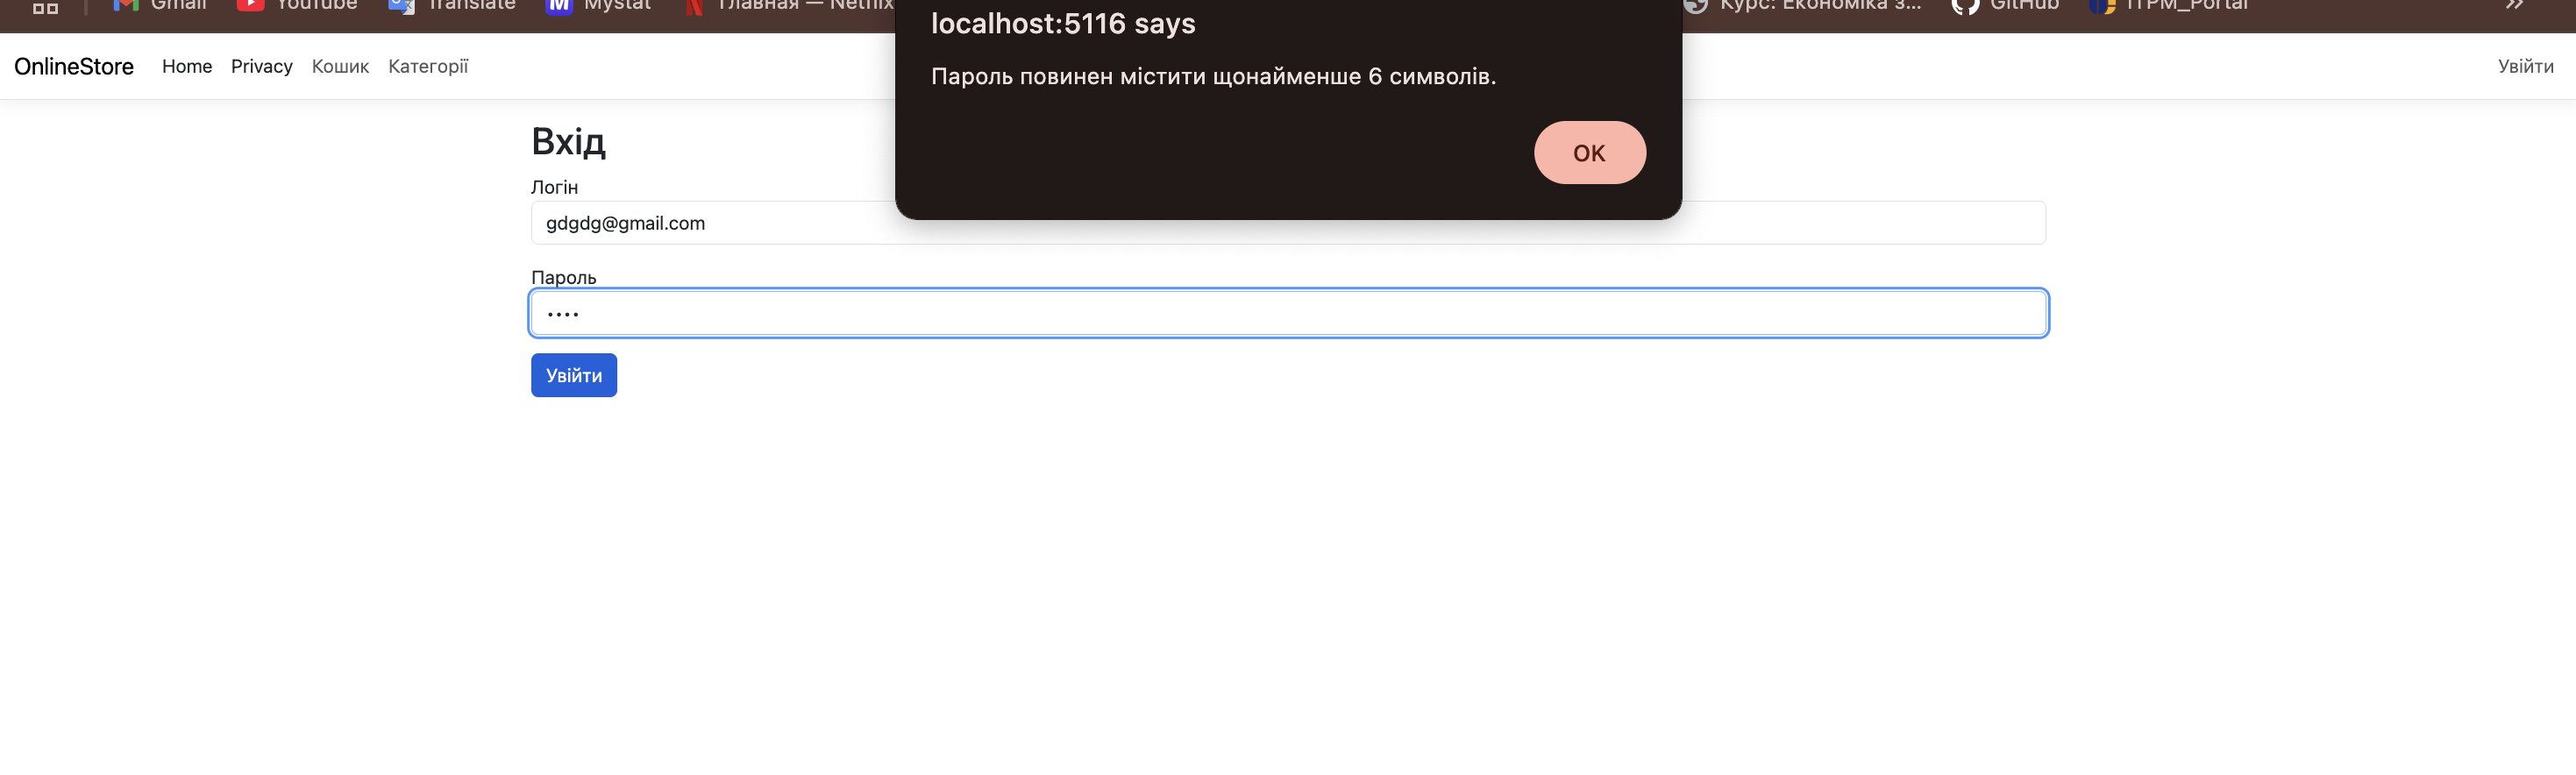 Gmail YouTube Translate Mystat Главная — Netflix Курс: Економіка з... GitHub ITPM_Portal
localhost:5116 says
Пароль повинен містити щонайменше 6 символів.
OK
OnlineStore Home Privacy Кошик Категорії Увійти
Вхід
Логін
gdgdg@gmail.com
Пароль
Увійти